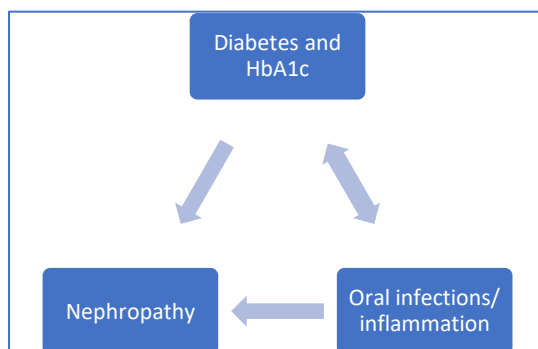 Diabetes and
HbA1c
Nephropathy
Oral infections/
inflammation